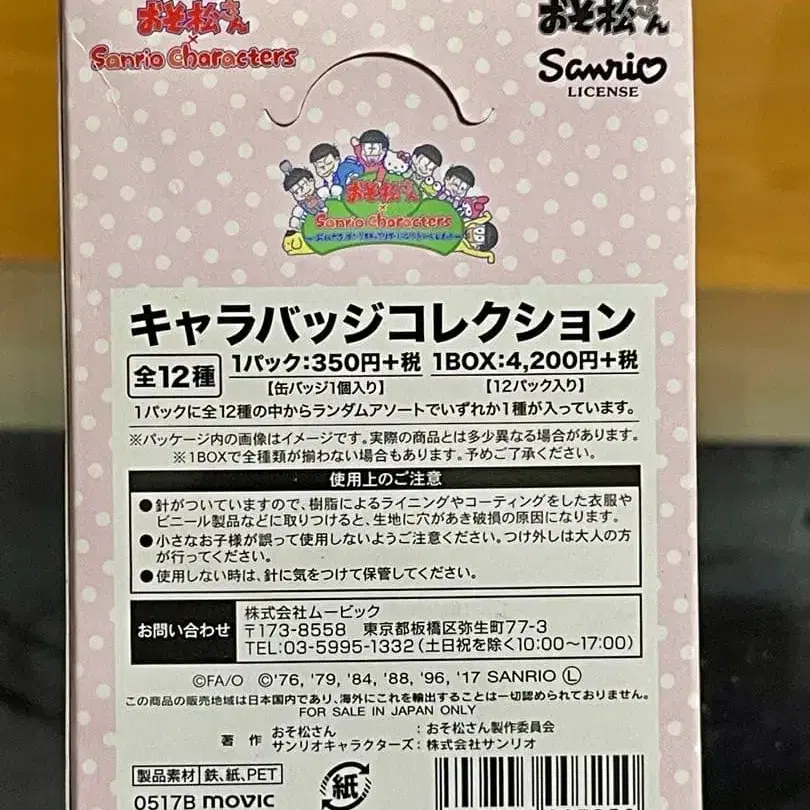 おそ松さん
×
Sanrio Characters
おそ松さん
Sanrio
LICENSE
おそ松さん
×
Sanrio Characters
キャラバッジコレクション
全12種
1パック:350円+税 1BOX:4,200円+税
【缶バッジ1個入り】 【12パック入り】
1パックに全12種の中からランダムアソートでいずれか1種が入っています。
※パッケージ内の画像はイメージです。実際の商品とは多少異なる場合があります。
※1BOXで全種類が揃わない場合もあります。予めご了承ください。
使用上のご注意
●針がついていますので、樹脂によるライニングやコーティングをした衣服や
ビニール製品などに取りつけると、生地に穴があき破損の原因になります。
●小さなお子様が誤って使用しないようご注意ください。つけ外しは大人の方
が行ってください。
●使用しない時は、針に気をつけて保管してください。
お問い合わせ
株式会社ムービック
〒173-8558 東京都板橋区弥生町77-3
TEL:03-5995-1332(土日祝を除く10:00~17:00)
©FA/O ©'76, '79, '84, '88, '96, '17 SANRIO Ⓛ
この商品の販売地域は日本国内であり、海外にこれを輸出することは一切認められておりません。
FOR SALE IN JAPAN ONLY
著作 おそ松さん :おそ松さん製作委員会
サンリオキャラクターズ:株式会社サンリオ
製品素材 鉄、紙、PET
紙
0517B movic